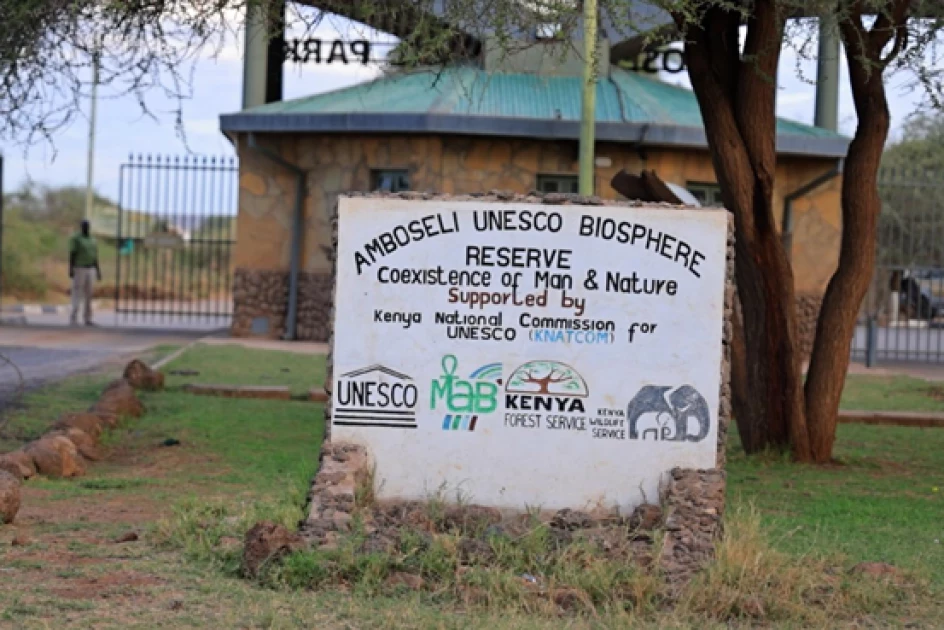 PARK
AMBOSELI UNESCO BIOSPHERE
RESERVE
Coexistence of Man & Nature
Supported by
Kenya National Commission for
UNESCO (KNATCOM)
UNESCO
MaB
KENYA
FOREST SERVICE
KENYA
WILDLIFE
SERVICE